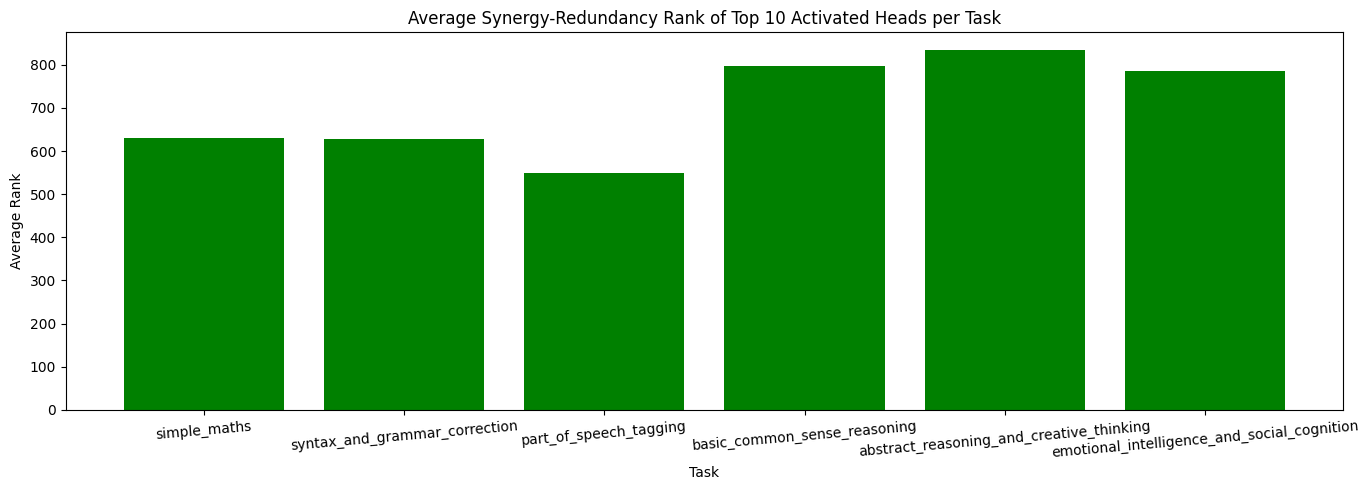 Average Synergy-Redundancy Rank of Top 10 Activated Heads per Task
Average Rank
800
700
600
500
400
300
200
100
0
simple_maths
syntax_and_grammar_correction
part_of_speech_tagging
basic_common_sense_reasoning
abstract_reasoning_and_creative_thinking
emotional_intelligence_and_social_cognition
Task